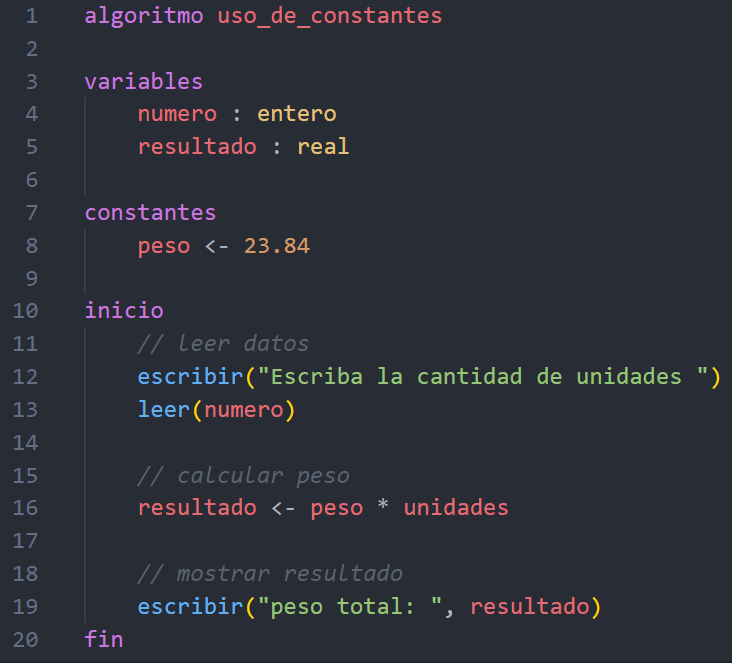 1 algoritmo uso_de_constantes
2
3 variables
4 numero : entero
5 resultado : real
6
7 constantes
8 peso <- 23.84
9
10 inicio
11 // leer datos
12 escribir("Escriba la cantidad de unidades ")
13 leer(numero)
14
15 // calcular peso
16 resultado <- peso * unidades
17
18 // mostrar resultado
19 escribir("peso total: ", resultado)
20 fin